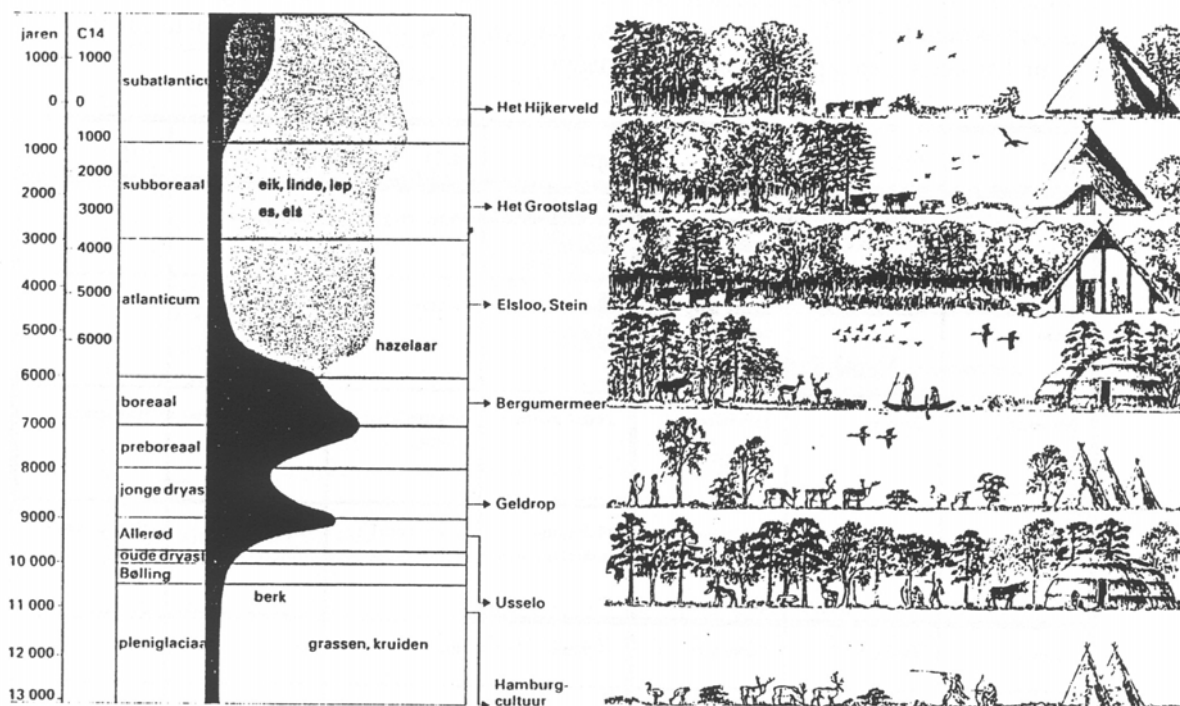 jaren
C14
1000
1000
subatlanticu
0
0
Het Hijkerveld
1000
1000
2000
subboreaal
eik, linde, iep
2000
es, els
3000
Het Grootslag
3000
4000
4000
5000
atlanticum
Elsloo, Stein
5000
6000
hazelaar
6000
boreaal
Bergumermeer
7000
preboreaal
8000
jonge dryas
Geldrop
9000
Allerød
oude dryast
10 000
Bølling
berk
11 000
Usselo
pleniglaciaa
grassen, kruiden
12 000
Hamburg-
cultuur
13 000